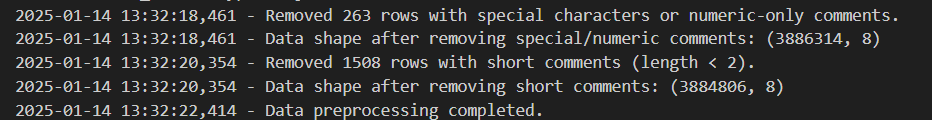 2025-01-14 13:32:18,461 - Removed 263 rows with special characters or numeric-only comments.
2025-01-14 13:32:18,461 - Data shape after removing special/numeric comments: (3886314, 8)
2025-01-14 13:32:20,354 - Removed 1508 rows with short comments (length < 2).
2025-01-14 13:32:20,354 - Data shape after removing short comments: (3884806, 8)
2025-01-14 13:32:22,414 - Data preprocessing completed.